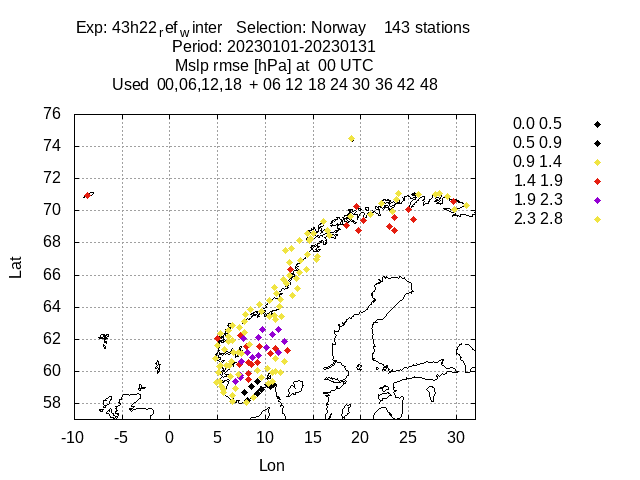 Exp: 43h22ref_winter Selection: Norway 143 stations
Period: 20230101-20230131
Mslp rmse [hPa] at 00 UTC
Used 00,06,12,18 + 06 12 18 24 30 36 42 48
76
74
72
70
68
66
64
62
60
58
-10 -5 0 5 10 15 20 25 30
Lat
Lon
0.0 0.5
0.5 0.9
0.9 1.4
1.4 1.9
1.9 2.3
2.3 2.8